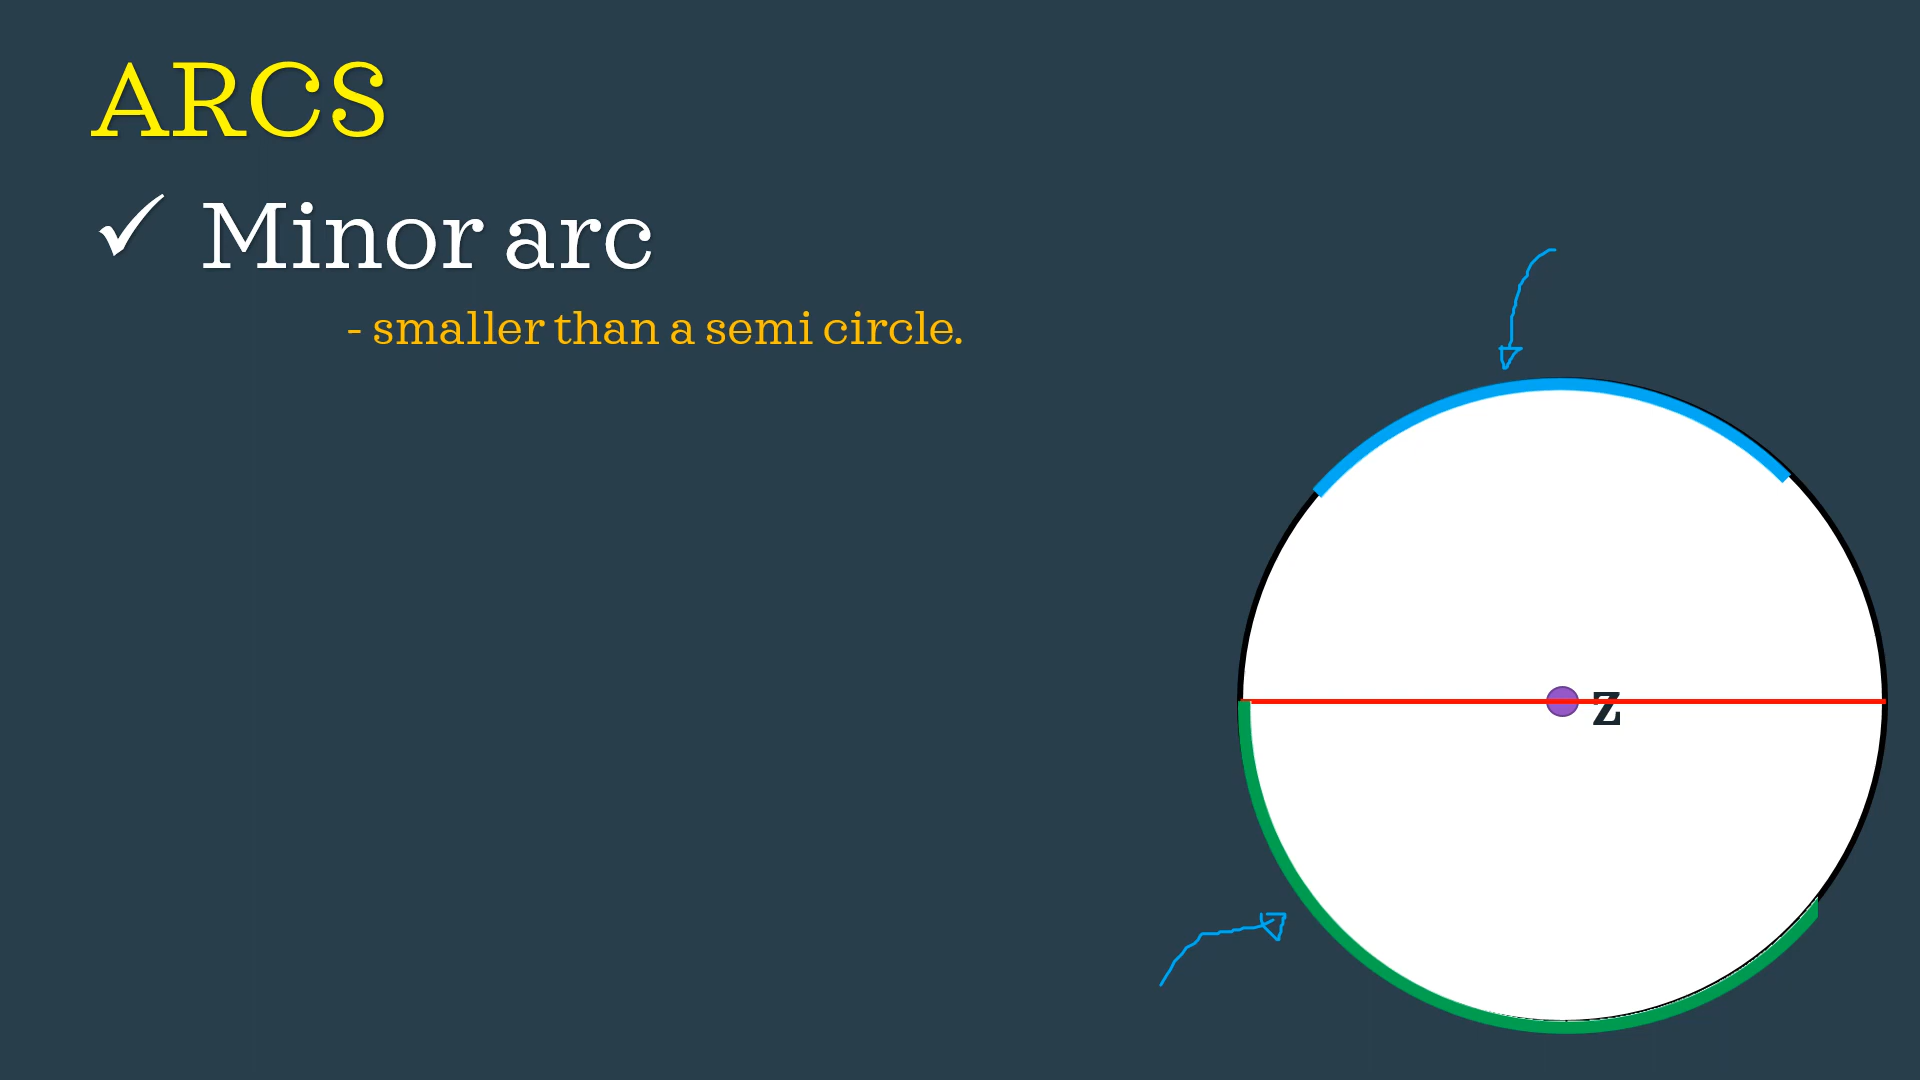 ARCS
✓ Minor arc
- smaller than a semi circle.
Z